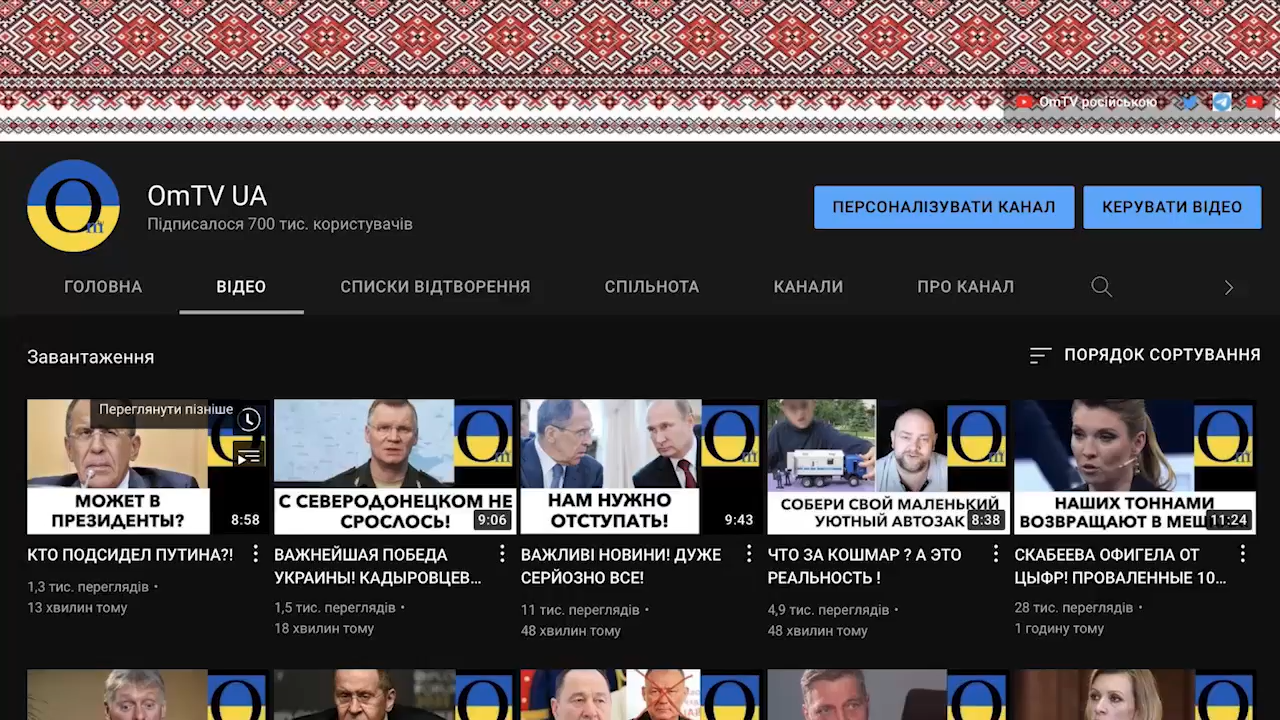 OmTV російською
Om
OmTV UA
Підписалося 700 тис. користувачів
ПЕРСОНАЛІЗУВАТИ КАНАЛ
КЕРУВАТИ ВІДЕО
ГОЛОВНА
ВІДЕО
СПИСКИ ВІДТВОРЕННЯ
СПІЛЬНОТА
КАНАЛИ
ПРО КАНАЛ
Завантаження
ПОРЯДОК СОРТУВАННЯ
Переглянути пізніше
МОЖЕТ В
ПРЕЗИДЕНТЫ?
8:58
КТО ПОДСИДЕЛ ПУТИНА?!
1,3 тис. переглядів •
13 хвилин тому
С СЕВЕРОДОНЕЦКОМ НЕ
СРОСЛОСЬ!
9:06
ВАЖНЕЙШАЯ ПОБЕДА
УКРАИНЫ! КАДЫРОВЦЕВ...
1,5 тис. переглядів •
18 хвилин тому
НАМ НУЖНО
ОТСТУПАТЬ!
9:43
ВАЖЛИВІ НОВИНИ! ДУЖЕ
СЕРЙОЗНО ВСЕ!
11 тис. переглядів •
48 хвилин тому
СОБЕРИ СВОЙ МАЛЕНЬКИЙ
УЮТНЫЙ АВТОЗАК
8:38
ЧТО ЗА КОШМАР ? А ЭТО
РЕАЛЬНОСТЬ !
4,9 тис. переглядів •
48 хвилин тому
НАШИХ ТОННАМИ
ВОЗВРАЩАЮТ В
11:24
СКАБЕЕВА ОФИГЕЛА ОТ
ЦЫФР! ПРОВАЛЕННЫЕ 10...
28 тис. переглядів •
1 годину тому